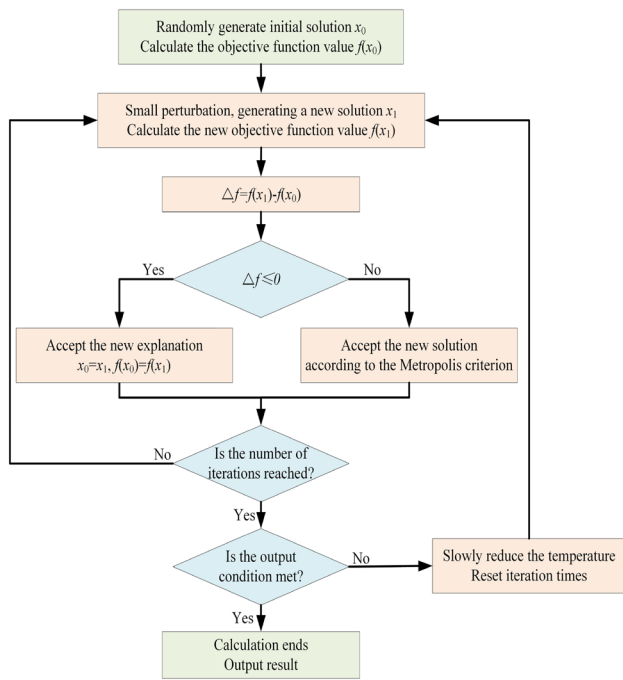 Randomly generate initial solution x₀
Calculate the objective function value f(x₀)
Small perturbation, generating a new solution x₁
Calculate the new objective function value f(x₁)
△f=f(x₁)-f(x₀)
△f≤0
Yes
No
Accept the new explanation
x₀=x₁, f(x₀)=f(x₁)
Accept the new solution
according to the Metropolis criterion
No
Is the number of
iterations reached?
Yes
Is the output
condition met?
No
Slowly reduce the temperature
Reset iteration times
Yes
Calculation ends
Output result